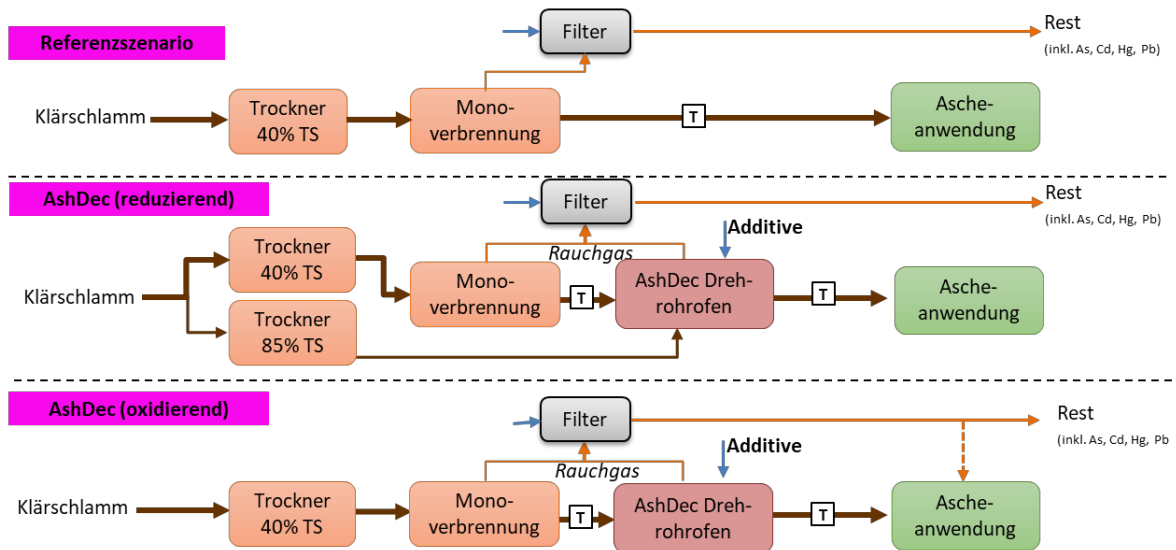 Referenzszenario
Filter
Rest
(inkl. As, Cd, Hg, Pb)
Klärschlamm
Trockner
40% TS
Mono-
verbrennung
T
Asche-
anwendung
AshDec (reduzierend)
Filter
Rest
(inkl. As, Cd, Hg, Pb)
Additive
Rauchgas
Klärschlamm
Trockner
40% TS
Trockner
85% TS
Mono-
verbrennung
T
AshDec Dreh-
rohrofen
T
Asche-
anwendung
AshDec (oxidierend)
Filter
Rest
(inkl. As, Cd, Hg, Pb
Additive
Rauchgas
Klärschlamm
Trockner
40% TS
Mono-
verbrennung
T
AshDec Dreh-
rohrofen
T
Asche-
anwendung